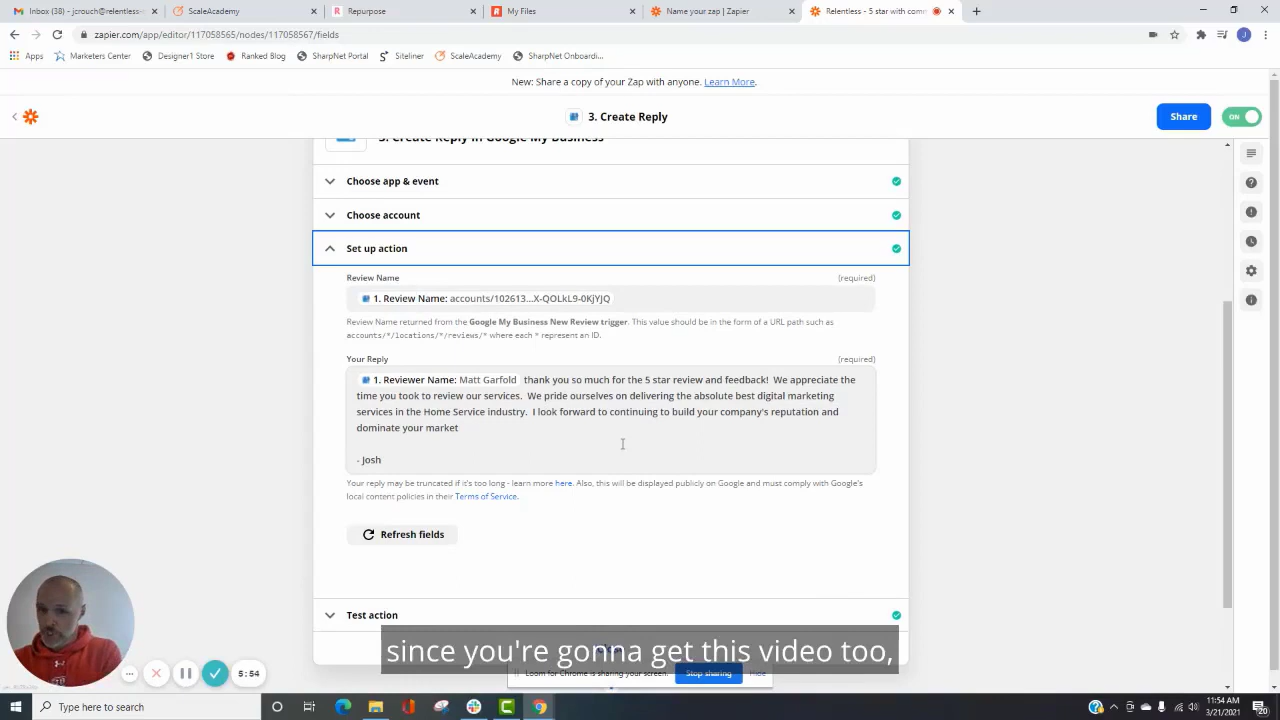 Inbox (38) - jcrouch@relentless-
ScaleAcademy
Repurpose
My Files
Name your zap | Zapier
Relentless - 5 star with comm
zapier.com/app/editor/117058565/nodes/117058567/fields
Apps
Marketers Center
Designer1 Store
Ranked Blog
SharpNet Portal
Siteliner
ScaleAcademy
SharpNet Onboardi...
New: Share a copy of your Zap with anyone. Learn More.
3. Create Reply
Share
ON
3. Create Reply in Google My Business
Choose app & event
Choose account
Set up action
Review Name (required)
1. Review Name: accounts/102613...X-QOLkL9-0KjYJQ
Review Name returned from the Google My Business New Review trigger. This value should be in the form of a URL path such as
accounts/*/locations/*/reviews/* where each * represent an ID.
Your Reply (required)
1. Reviewer Name: Matt Garfold thank you so much for the 5 star review and feedback! We appreciate the
time you took to review our services. We pride ourselves on delivering the absolute best digital marketing
services in the Home Service industry. I look forward to continuing to build your company's reputation and
dominate your market
- Josh
Your reply may be truncated if it's too long - learn more here. Also, this will be displayed publicly on Google and must comply with Google's
local content policies in their Terms of Service.
Refresh fields
Test action
since you're gonna get this video too,
5:54
Loom for Chrome is sharing your screen.
Stop sharing
Hide
Type here to search
11:54 AM
3/21/2021
20